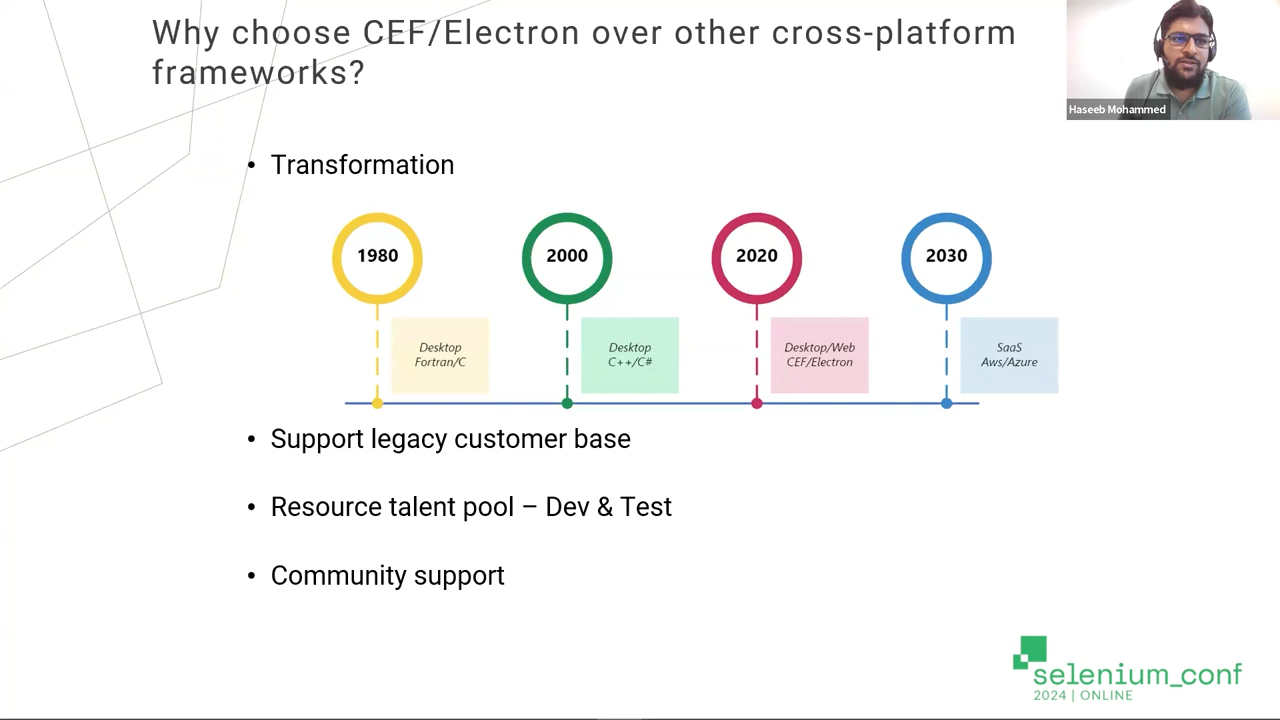 Why choose CEF/Electron over other cross-platform
frameworks?
Haseeb Mohammed
• Transformation
1980
2000
2020
2030
Desktop
Fortran/C
Desktop
C++/C#
Desktop/Web
CEF/Electron
SaaS
Aws/Azure
• Support legacy customer base
• Resource talent pool – Dev & Test
• Community support
selenium_conf
2024 | ONLINE